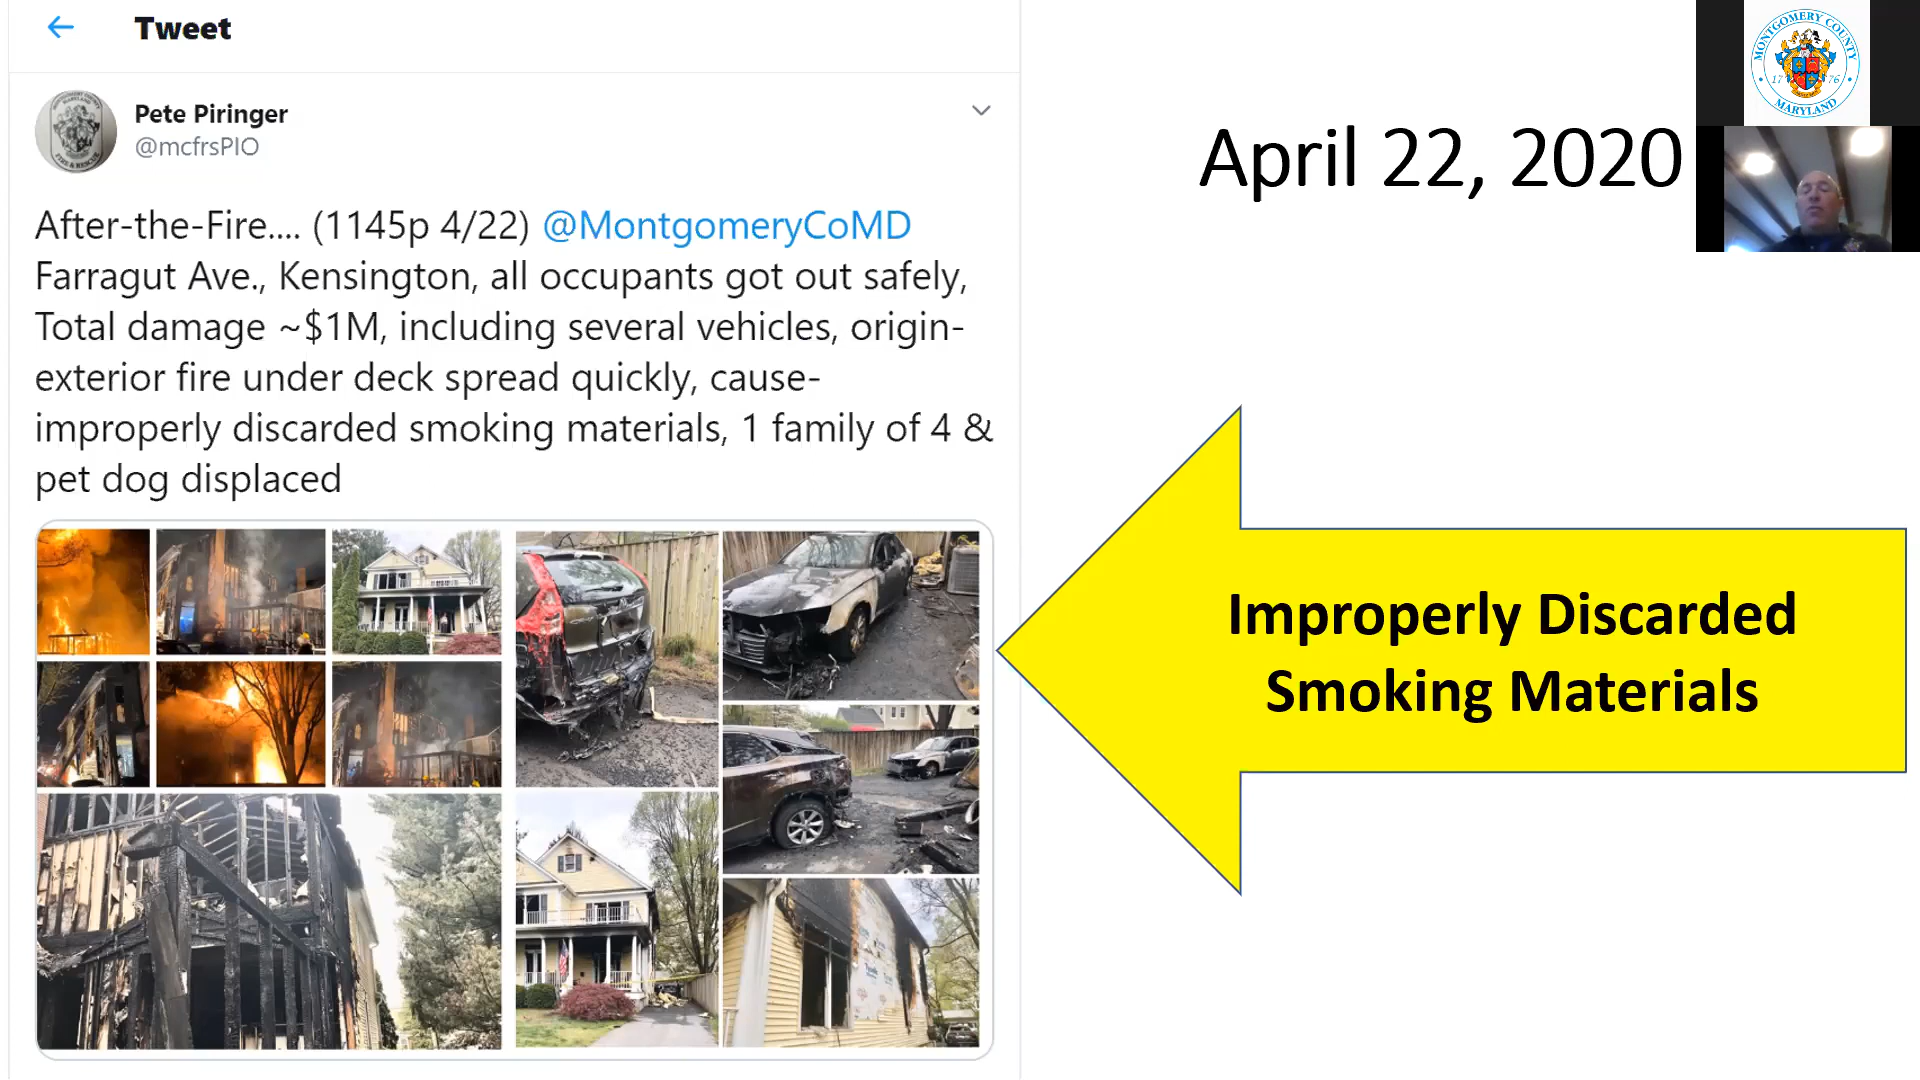 Tweet
Pete Piringer
@mcfrsPIO
After-the-Fire.... (1145p 4/22) @MontgomeryCoMD
Farragut Ave., Kensington, all occupants got out safely,
Total damage ~$1M, including several vehicles, origin-
exterior fire under deck spread quickly, cause-
improperly discarded smoking materials, 1 family of 4 &
pet dog displaced
April 22, 2020
MONTGOMERY COUNTY
17 76
MARYLAND
Improperly Discarded
Smoking Materials